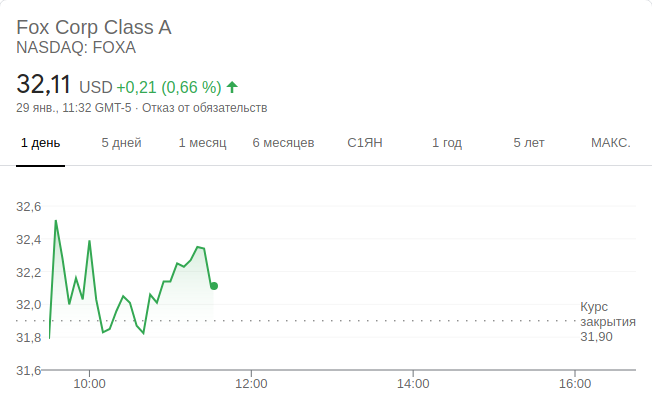 Fox Corp Class A
NASDAQ: FOXA
32,11 USD +0,21 (0,66 %)
29 янв., 11:32 GMT-5 · Отказ от обязательств
1 день 5 дней 1 месяц 6 месяцев С1ЯН 1 год 5 лет МАКС.
32,6
32,4
32,2
32,0
31,8
31,6
Курс
закрытия
31,90
10:00 12:00 14:00 16:00